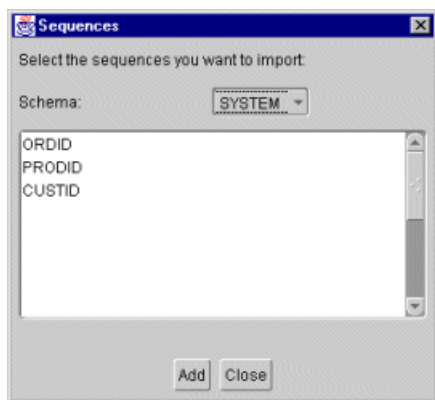 Sequences
Select the sequences you want to import:
Schema: SYSTEM
ORDID
PRODID
CUSTID
Add Close